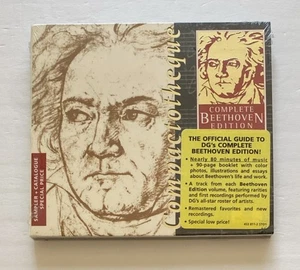 SAMPLER + CATALOGUE
SPECIAL PRICE
Compactotheque
COMPLETE
BEETHOVEN
EDITION
THE OFFICIAL GUIDE TO
DG's COMPLETE
BEETHOVEN EDITION!
• Nearly 80 minutes of music
+ 90-page booklet with color
photos, illustrations and essays
about Beethoven's life and work.
• A track from each Beethoven
Edition volume, featuring rarities
and first recordings performed by
DG's all-star roster of artists.
• Remastered favorites and new
recordings.
• Special low price!